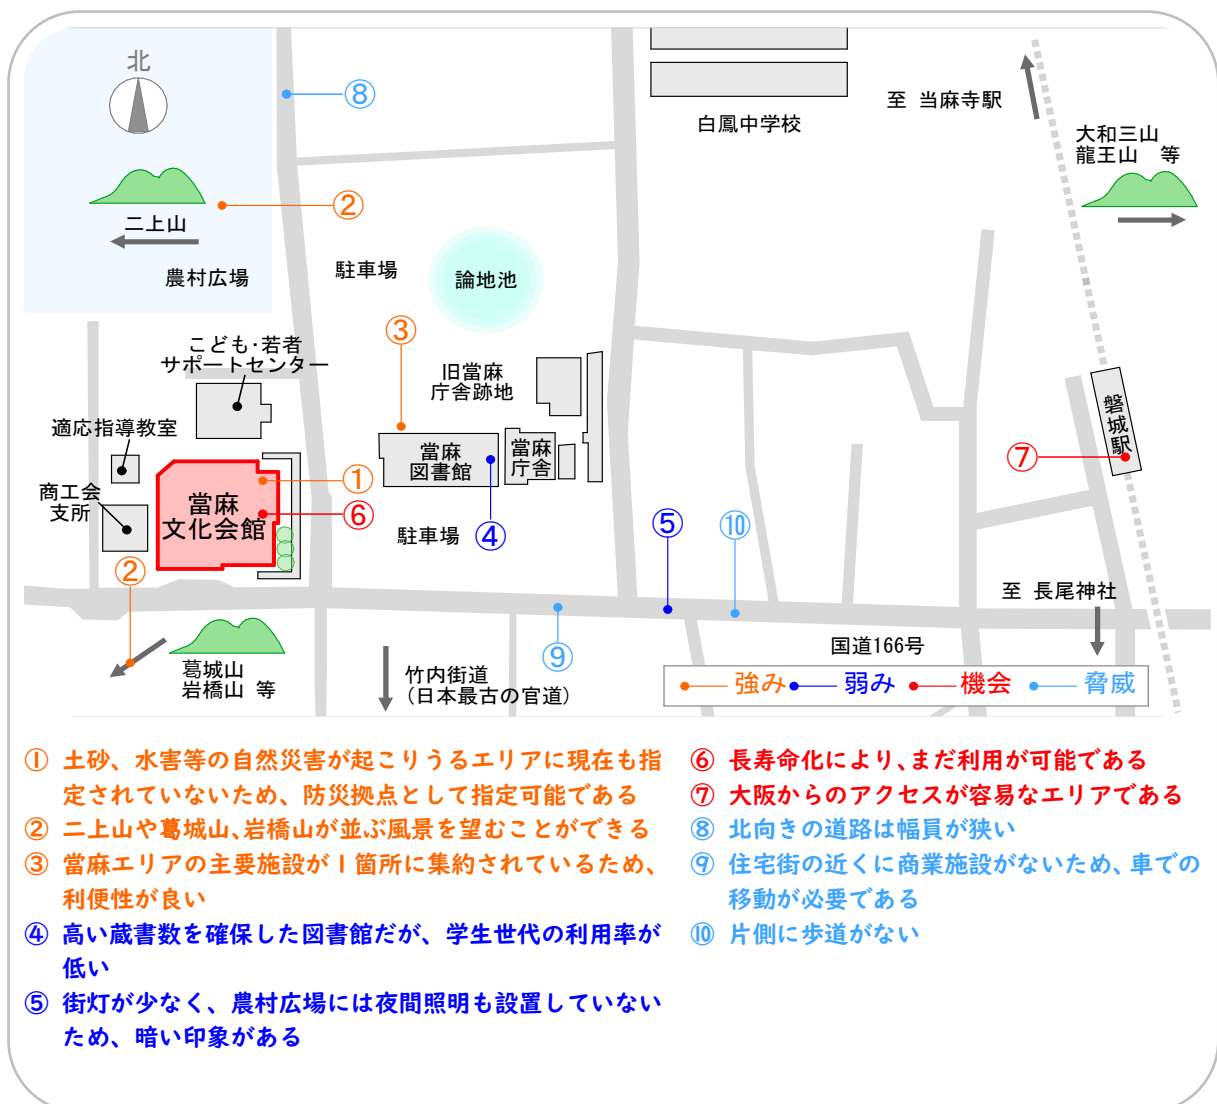 北
⑧
白鳳中学校
至 当麻寺駅
大和三山
龍王山 等
②
二上山
農村広場
駐車場
論地池
③
こども・若者
サポートセンター
旧當麻
庁舎跡地
適応指導教室
當麻
図書館
當麻
庁舎
磐城駅
⑦
①
商工会
支所
當麻
文化会館
⑥
駐車場
④
⑤
⑩
②
至 長尾神社
葛城山
岩橋山 等
竹内街道
(日本最古の官道)
⑨
国道166号
強み 弱み 機会 脅威
① 土砂、水害等の自然災害が起こりうるエリアに現在も指
定されていないため、防災拠点として指定可能である
② 二上山や葛城山、岩橋山が並ぶ風景を望むことができる
③ 當麻エリアの主要施設が1箇所に集約されているため、
利便性が良い
④ 高い蔵書数を確保した図書館だが、学生世代の利用率が
低い
⑤ 街灯が少なく、農村広場には夜間照明も設置していない
ため、暗い印象がある
⑥ 長寿命化により、まだ利用が可能である
⑦ 大阪からのアクセスが容易なエリアである
⑧ 北向きの道路は幅員が狭い
⑨ 住宅街の近くに商業施設がないため、車での
移動が必要である
⑩ 片側に歩道がない